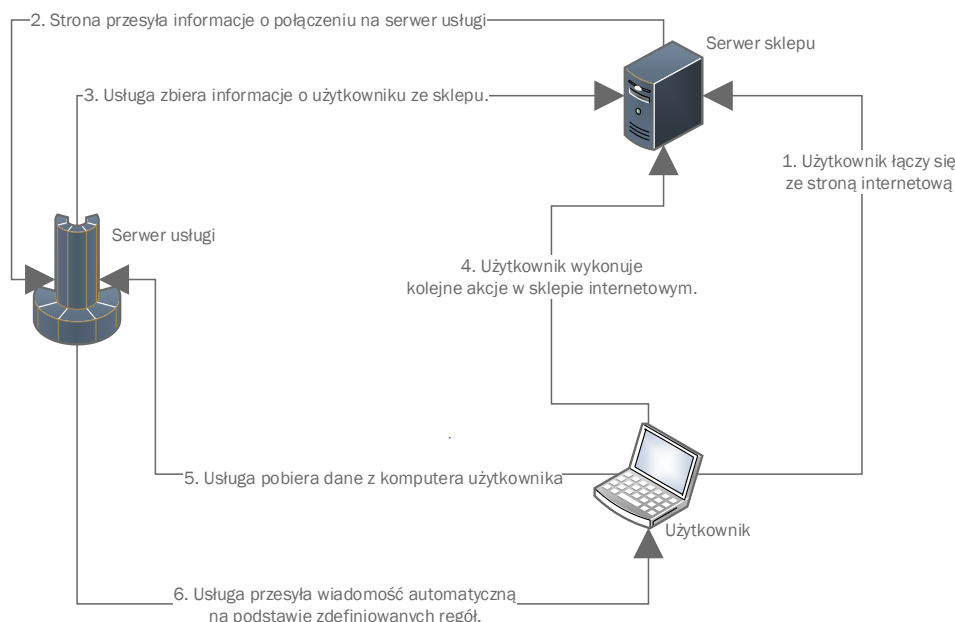 2. Strona przesyła informacje o połączeniu na serwer usługi
Serwer sklepu
3. Usługa zbiera informacje o użytkowniku ze sklepu.
1. Użytkownik łączy się
ze stroną internetową
Serwer usługi
4. Użytkownik wykonuje
kolejne akcje w sklepie internetowym.
5. Usługa pobiera dane z komputera użytkownika
Użytkownik
6. Usługa przesyła wiadomość automatyczną
na podstawie zdefiniowanych regół.